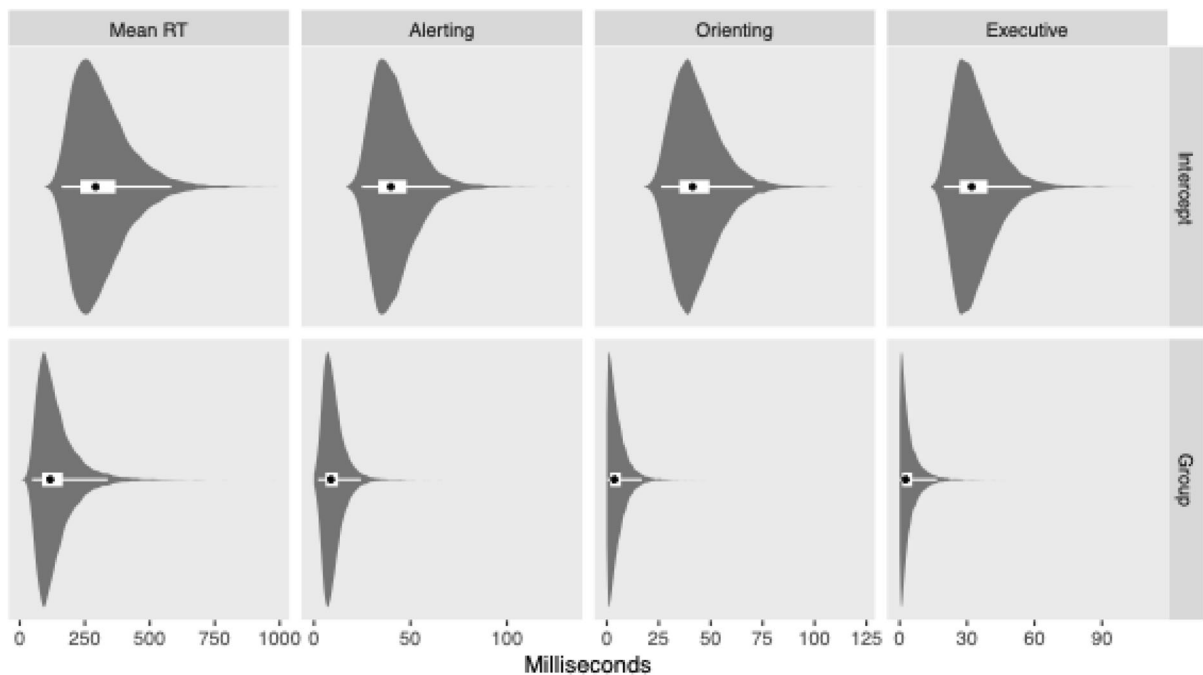 Mean RT Alerting Orienting Executive
Intercept
Group
0 250 500 750 1000 0 50 100 0 25 50 75 100 125 0 30 60 90
Milliseconds